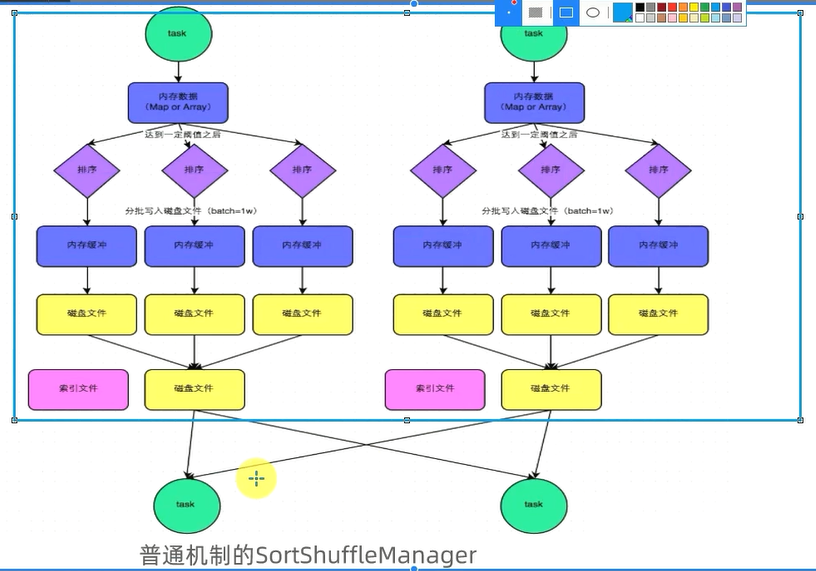 task
task
内存数据
（Map or Array）
内存数据
（Map or Array）
达到一定阈值之后
达到一定阈值之后
排序
排序
排序
排序
排序
排序
分批写入磁盘文件（batch=1w）
分批写入磁盘文件（batch=1w）
内存缓冲
内存缓冲
内存缓冲
内存缓冲
内存缓冲
内存缓冲
磁盘文件
磁盘文件
磁盘文件
磁盘文件
磁盘文件
磁盘文件
索引文件
磁盘文件
索引文件
磁盘文件
task
task
普通机制的SortShuffleManager